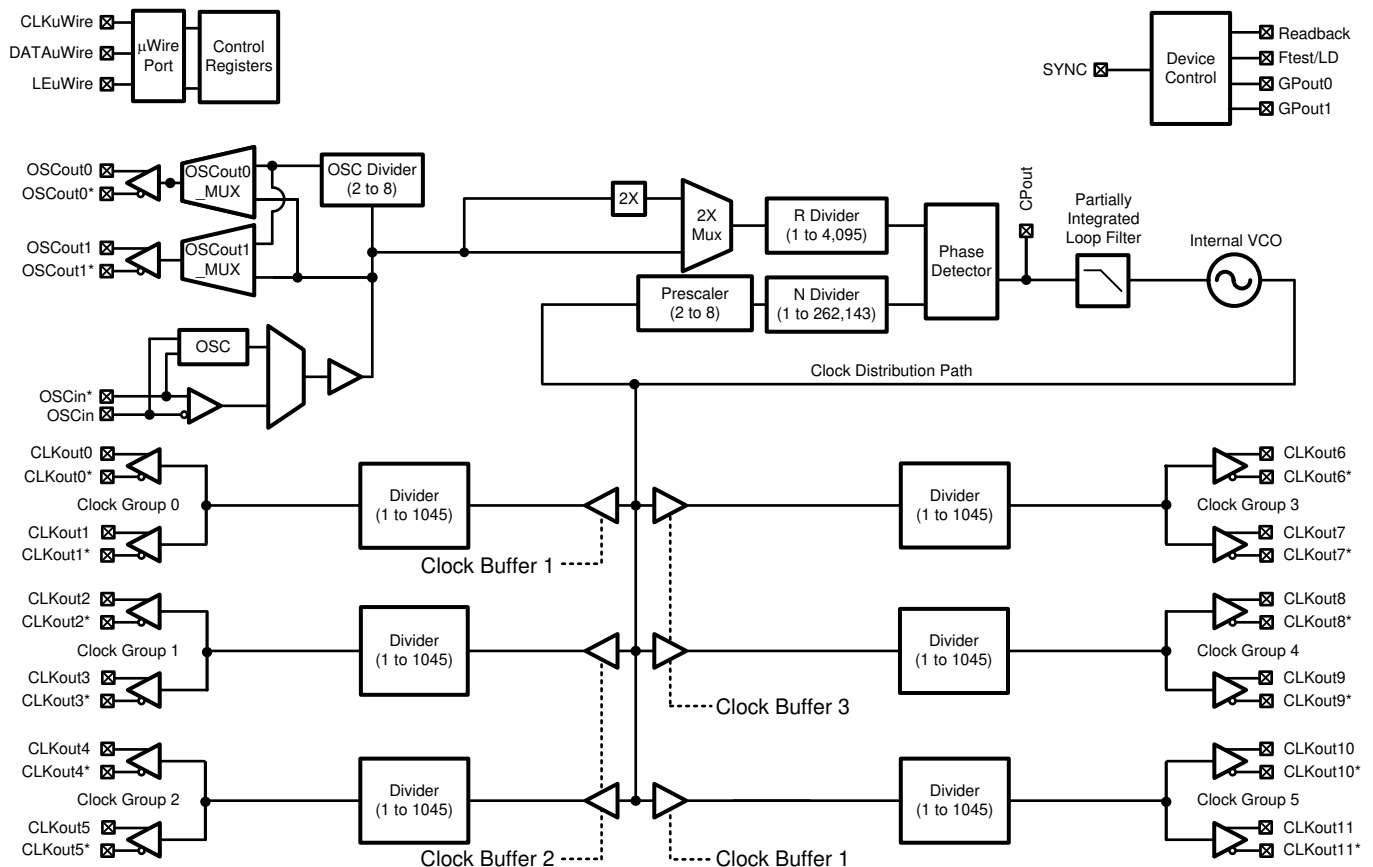 CLKuWire
DATAuWire
LEuWire
µWire
Port
Control
Registers
SYNC
Device
Control
Readback
Ftest/LD
GPout0
GPout1
OSCout0
OSCout0*
OSCout0
_MUX
OSC Divider
(2 to 8)
OSCout1
OSCout1*
OSCout1
_MUX
2X
2X
Mux
R Divider
(1 to 4,095)
Phase
Detector
CPout
Partially
Integrated
Loop Filter
Internal VCO
Prescaler
(2 to 8)
N Divider
(1 to 262,143)
OSC
OSCin*
OSCin
Clock Distribution Path
CLKout0
CLKout0*
Clock Group 0
CLKout1
CLKout1*
Divider
(1 to 1045)
Clock Buffer 1
Divider
(1 to 1045)
CLKout6
CLKout6*
Clock Group 3
CLKout7
CLKout7*
CLKout2
CLKout2*
Clock Group 1
CLKout3
CLKout3*
Divider
(1 to 1045)
Clock Buffer 3
Divider
(1 to 1045)
CLKout8
CLKout8*
Clock Group 4
CLKout9
CLKout9*
CLKout4
CLKout4*
Clock Group 2
CLKout5
CLKout5*
Divider
(1 to 1045)
Clock Buffer 2
Clock Buffer 1
Divider
(1 to 1045)
CLKout10
CLKout10*
Clock Group 5
CLKout11
CLKout11*